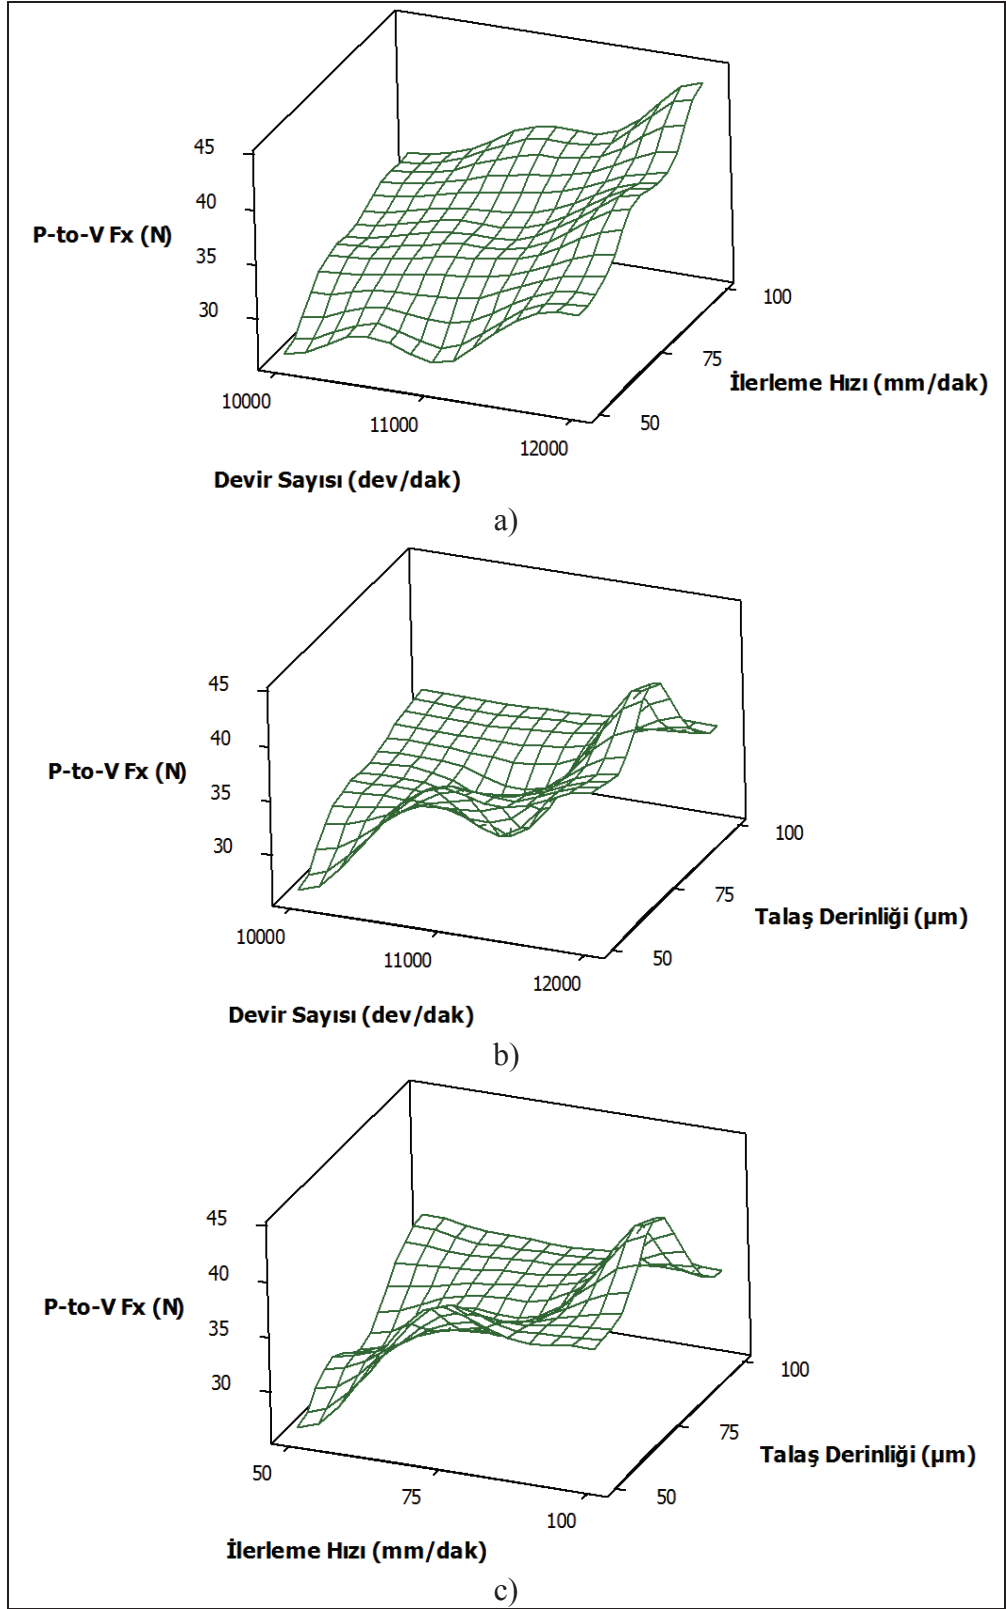 45
40
P-to-V Fx (N)
35
30
100
75
İlerleme Hızı (mm/dak)
10000
11000
50
12000
Devir Sayısı (dev/dak)
a)
45
40
P-to-V Fx (N)
35
30
100
75
Talaş Derinliği (µm)
10000
11000
50
12000
Devir Sayısı (dev/dak)
b)
45
40
P-to-V Fx (N)
35
30
100
75
Talaş Derinliği (µm)
50
75
50
100
İlerleme Hızı (mm/dak)
c)